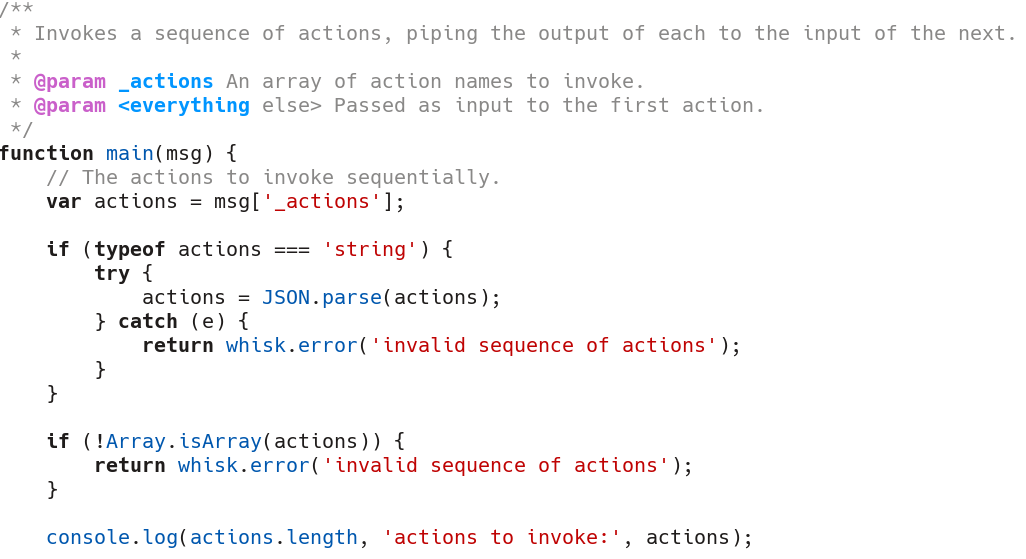 /**
 * Invokes a sequence of actions, piping the output of each to the input of the next.
 *
 * @param _actions An array of action names to invoke.
 * @param <everything else> Passed as input to the first action.
 */
function main(msg) {
    // The actions to invoke sequentially.
    var actions = msg['_actions'];

    if (typeof actions === 'string') {
        try {
            actions = JSON.parse(actions);
        } catch (e) {
            return whisk.error('invalid sequence of actions');
        }
    }

    if (!Array.isArray(actions)) {
        return whisk.error('invalid sequence of actions');
    }

    console.log(actions.length, 'actions to invoke:', actions);